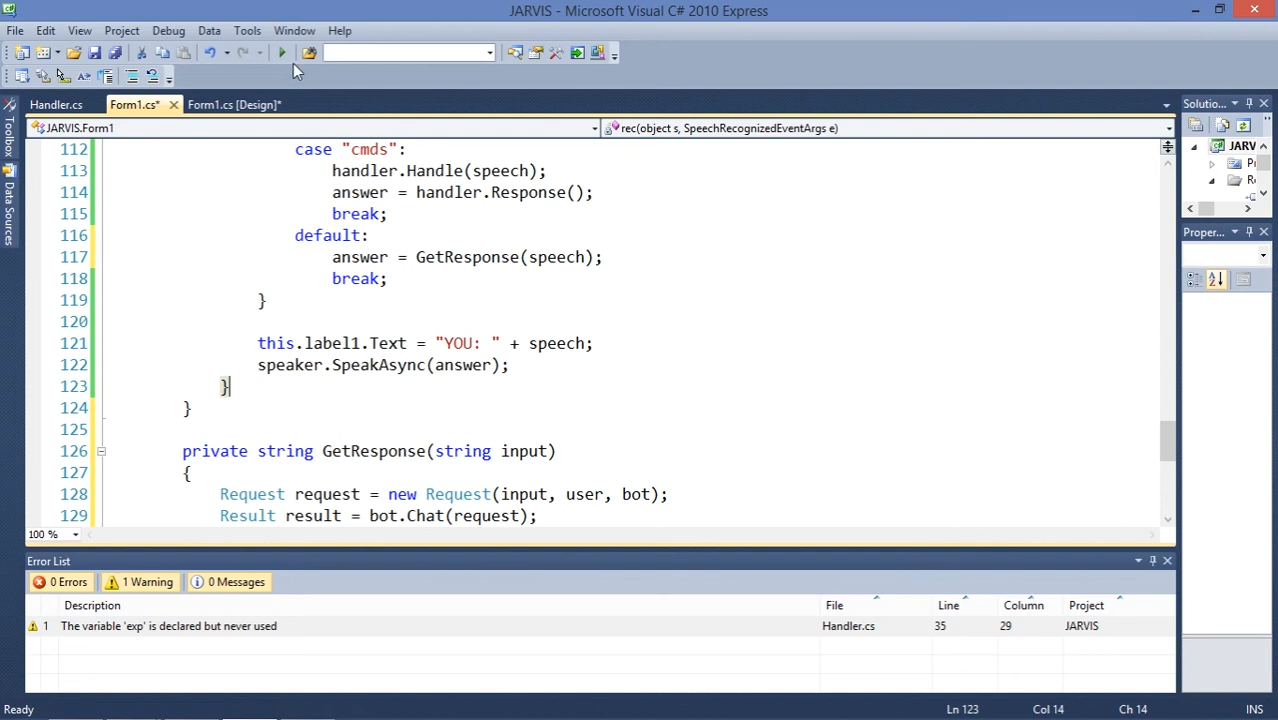 JARVIS - Microsoft Visual C# 2010 Express
File Edit View Project Debug Data Tools Window Help
Handler.cs Form1.cs* Form1.cs [Design]* Solutio...
JARVIS.Form1 rec(object s, SpeechRecognizedEventArgs e)
Toolbox
Data Sources
112 case "cmds":
113 handler.Handle(speech);
114 answer = handler.Response();
115 break;
116 default:
117 answer = GetResponse(speech);
118 break;
119 }
120
121 this.label1.Text = "YOU: " + speech;
122 speaker.SpeakAsync(answer);
123 }
124 }
125
126 private string GetResponse(string input)
127 {
128 Request request = new Request(input, user, bot);
129 Result result = bot.Chat(request);
100 %
JARV
Pr
Re
Proper...
Error List
0 Errors 1 Warning 0 Messages
Description File Line Column Project
1 The variable 'exp' is declared but never used Handler.cs 35 29 JARVIS
Ready Ln 123 Col 14 Ch 14 INS